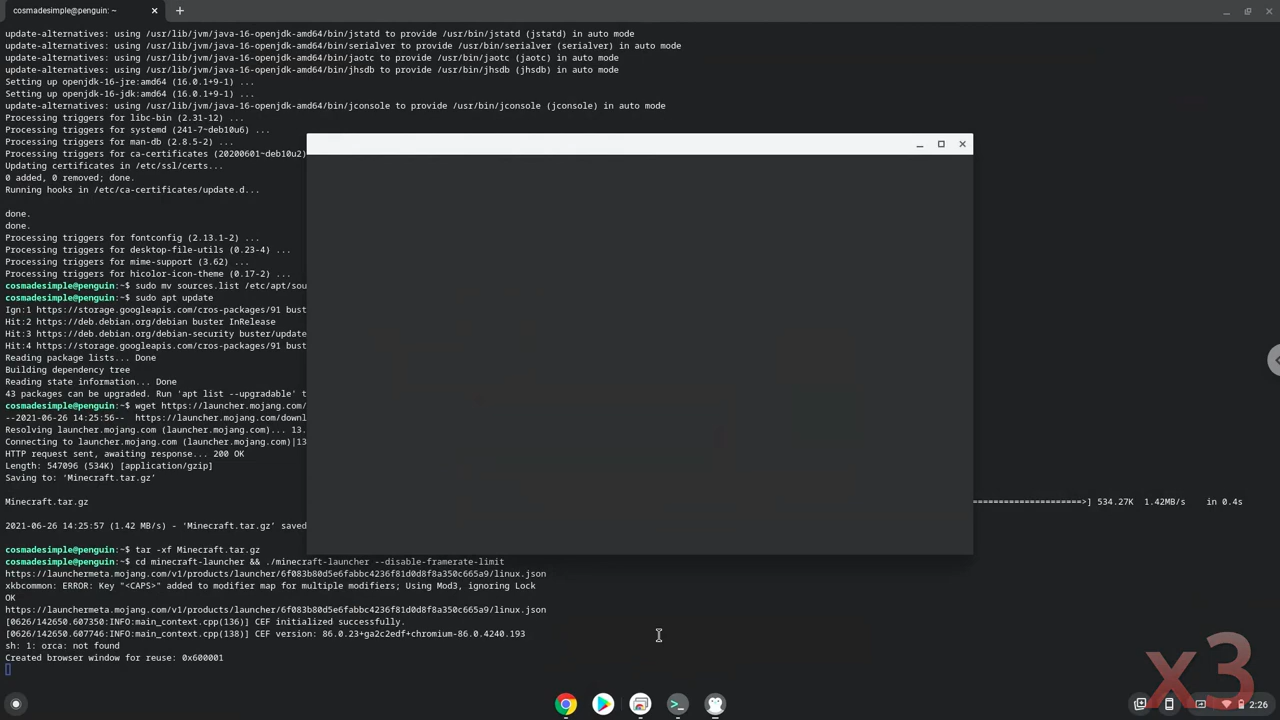 cosmadesimple@penguin: ~
update-alternatives: using /usr/lib/jvm/java-16-openjdk-amd64/bin/jstatd to provide /usr/bin/jstatd (jstatd) in auto mode
update-alternatives: using /usr/lib/jvm/java-16-openjdk-amd64/bin/serialver to provide /usr/bin/serialver (serialver) in auto mode
update-alternatives: using /usr/lib/jvm/java-16-openjdk-amd64/bin/jaotc to provide /usr/bin/jaotc (jaotc) in auto mode
update-alternatives: using /usr/lib/jvm/java-16-openjdk-amd64/bin/jhsdb to provide /usr/bin/jhsdb (jhsdb) in auto mode
Setting up openjdk-16-jre:amd64 (16.0.1+9-1) ...
Setting up openjdk-16-jdk:amd64 (16.0.1+9-1) ...
update-alternatives: using /usr/lib/jvm/java-16-openjdk-amd64/bin/jconsole to provide /usr/bin/jconsole (jconsole) in auto mode
Processing triggers for libc-bin (2.31-12) ...
Processing triggers for systemd (241-7~deb10u6) ...
Processing triggers for man-db (2.8.5-2) ...
Processing triggers for ca-certificates (20200601~deb10u2)
Updating certificates in /etc/ssl/certs...
0 added, 0 removed; done.
Running hooks in /etc/ca-certificates/update.d...
done.
done.
Processing triggers for fontconfig (2.13.1-2) ...
Processing triggers for desktop-file-utils (0.23-4) ...
Processing triggers for mime-support (3.62) ...
Processing triggers for hicolor-icon-theme (0.17-2) ...
cosmadesimple@penguin:~$ sudo mv sources.list /etc/apt/sou
cosmadesimple@penguin:~$ sudo apt update
Ign:1 https://storage.googleapis.com/cros-packages/91 bust
Hit:2 https://deb.debian.org/debian buster InRelease
Hit:3 https://deb.debian.org/debian-security buster/update
Hit:4 https://storage.googleapis.com/cros-packages/91 bust
Reading package lists... Done
Building dependency tree
Reading state information... Done
43 packages can be upgraded. Run 'apt list --upgradable' t
cosmadesimple@penguin:~$ wget https://launcher.mojang.com/
--2021-06-26 14:25:56--  https://launcher.mojang.com/downl
Resolving launcher.mojang.com (launcher.mojang.com)... 13.
Connecting to launcher.mojang.com (launcher.mojang.com)|13
HTTP request sent, awaiting response... 200 OK
Length: 547096 (534K) [application/gzip]
Saving to: ‘Minecraft.tar.gz’
Minecraft.tar.gz =====================>] 534.27K 1.42MB/s in 0.4s
2021-06-26 14:25:57 (1.42 MB/s) - ‘Minecraft.tar.gz’ saved
cosmadesimple@penguin:~$ tar -xf Minecraft.tar.gz
cosmadesimple@penguin:~$ cd minecraft-launcher && ./minecraft-launcher --disable-framerate-limit
https://launchermeta.mojang.com/v1/products/launcher/6f083b80d5e6fabbc4236f81d0d8f8a350c665a9/linux.json
xkbcommon: ERROR: Key "<CAPS>" added to modifier map for multiple modifiers; Using Mod3, ignoring Lock
OK
https://launchermeta.mojang.com/v1/products/launcher/6f083b80d5e6fabbc4236f81d0d8f8a350c665a9/linux.json
[0626/142650.607350:INFO:main_context.cpp(136)] CEF initialized successfully.
[0626/142650.607746:INFO:main_context.cpp(138)] CEF version: 86.0.23+ga2c2edf+chromium-86.0.4240.193
sh: 1: orca: not found
Created browser window for reuse: 0x600001
x3
2:26